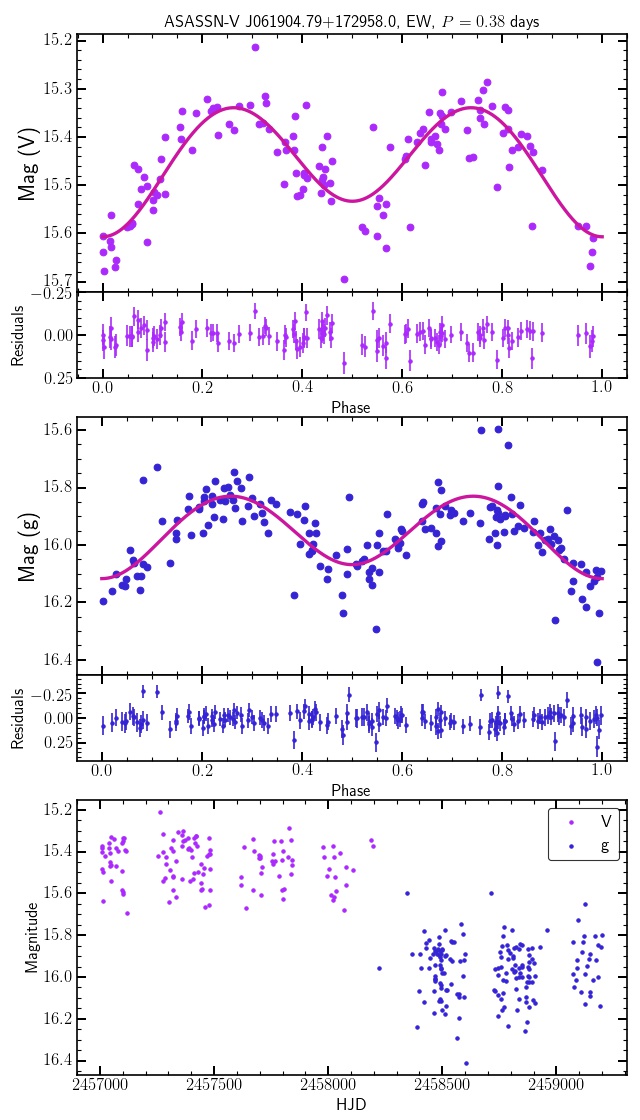 ASASSN-V J061904.79+172958.0, EW, P = 0.38 days
15.2
15.3
15.4
15.5
15.6
15.7
Mag (V)
−0.25
0.00
0.25
Residuals
0.0 0.2 0.4 0.6 0.8 1.0
Phase
15.6
15.8
16.0
16.2
16.4
Mag (g)
−0.25
0.00
0.25
Residuals
0.0 0.2 0.4 0.6 0.8 1.0
Phase
15.2
15.4
15.6
15.8
16.0
16.2
16.4
Magnitude
V
g
2457000 2457500 2458000 2458500 2459000
HJD